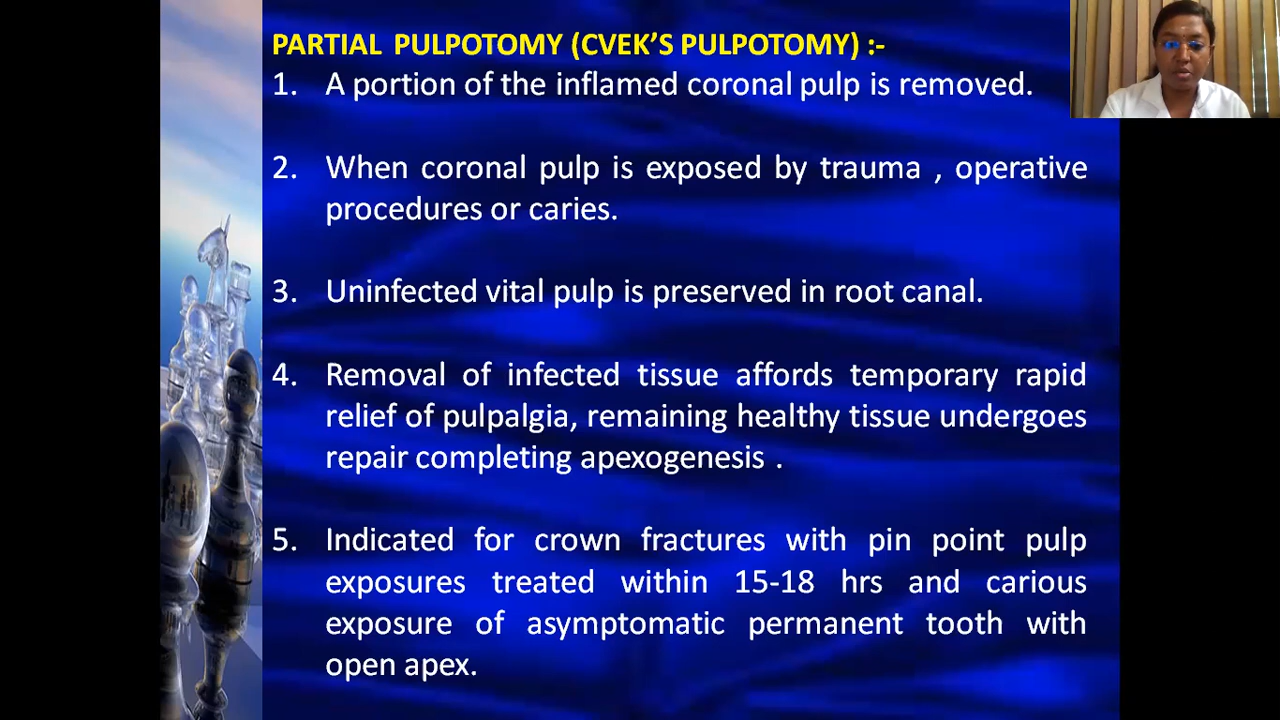 PARTIAL PULPOTOMY (CVEK'S PULPOTOMY) :-
1. A portion of the inflamed coronal pulp is removed.
2. When coronal pulp is exposed by trauma , operative
procedures or caries.
3. Uninfected vital pulp is preserved in root canal.
4. Removal of infected tissue affords temporary rapid
relief of pulpalgia, remaining healthy tissue undergoes
repair completing apexogenesis .
5. Indicated for crown fractures with pin point pulp
exposures treated within 15-18 hrs and carious
exposure of asymptomatic permanent tooth with
open apex.